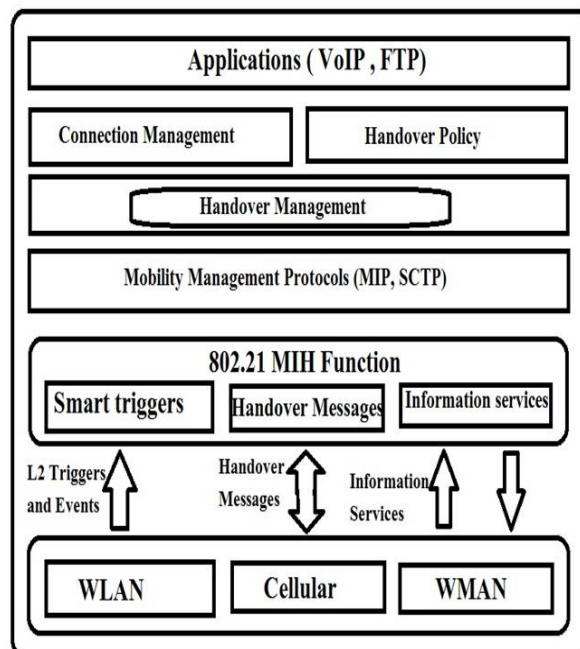 Applications ( VoIP , FTP)
Connection Management
Handover Policy
Handover Management
Mobility Management Protocols (MIP, SCTP)
802.21 MIH Function
Smart triggers
Handover Messages
Information services
L2 Triggers
and Events
Handover
Messages
Information
Services
WLAN
Cellular
WMAN